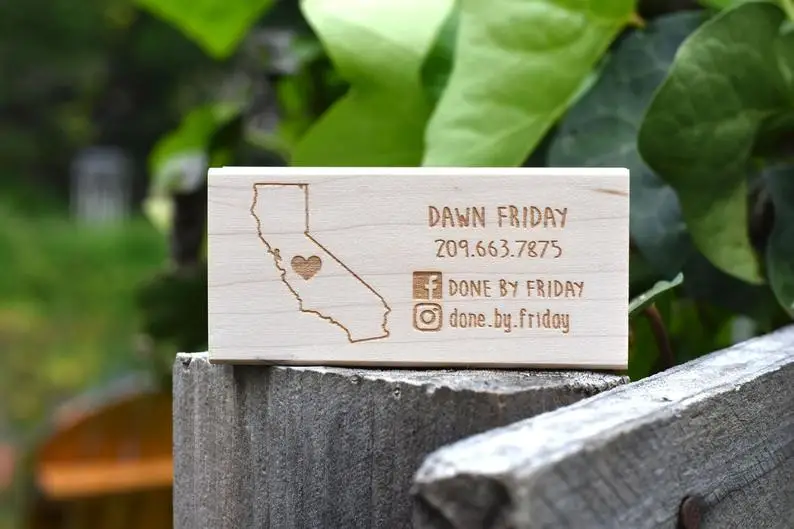 DAWN FRIDAY
209.663.7875
f DONE BY FRIDAY
done.by.friday